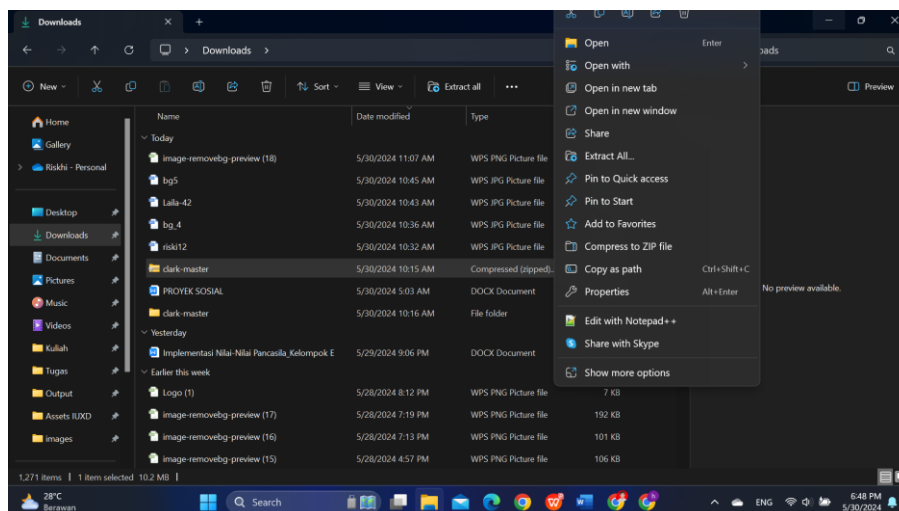 Downloads
Downloads
oads
New
Sort
View
Extract all
Preview
Home
Gallery
Riskhi - Personal
Desktop
Downloads
Documents
Pictures
Music
Videos
Kuliah
Tugas
Output
Assets IUXD
images
Name Date modified Type
Today
image-removebg-preview (18) 5/30/2024 11:07 AM WPS PNG Picture file
bg5 5/30/2024 10:45 AM WPS JPG Picture file
Laila-42 5/30/2024 10:43 AM WPS JPG Picture file
bg_4 5/30/2024 10:36 AM WPS JPG Picture file
riski12 5/30/2024 10:32 AM WPS JPG Picture file
clark-master 5/30/2024 10:15 AM Compressed (zipped)...
PROYEK SOSIAL 5/30/2024 5:03 AM DOCX Document
clark-master 5/30/2024 10:16 AM File folder
Yesterday
Implementasi Nilai-Nilai Pancasila_Kelompok E 5/29/2024 9:06 PM DOCX Document
Earlier this week
Logo (1) 5/28/2024 8:12 PM WPS PNG Picture file 7 KB
image-removebg-preview (17) 5/28/2024 7:19 PM WPS PNG Picture file 192 KB
image-removebg-preview (16) 5/28/2024 7:13 PM WPS PNG Picture file 101 KB
image-removebg-preview (15) 5/28/2024 4:57 PM WPS PNG Picture file 106 KB
Open Enter
Open with
Open in new tab
Open in new window
Share
Extract All...
Pin to Quick access
Pin to Start
Add to Favorites
Compress to ZIP file
Copy as path Ctrl+Shift+C
Properties Alt+Enter
Edit with Notepad++
Share with Skype
Show more options
No preview available.
1,271 items 1 item selected 10.2 MB
28°C
Berawan
Search
ENG
6:48 PM
5/30/2024